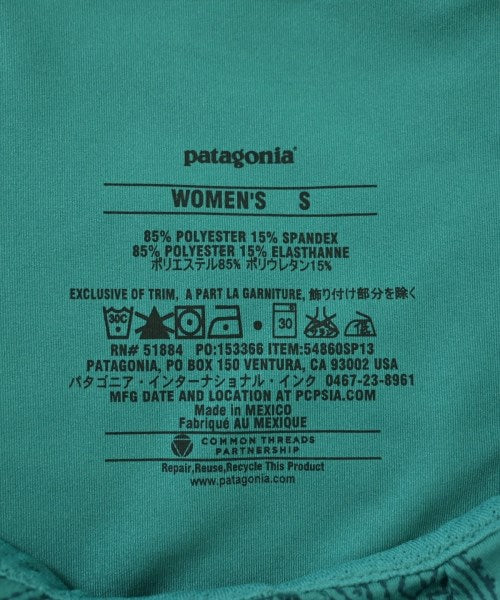 patagonia®
WOMEN'S S
85% POLYESTER 15% SPANDEX
85% POLYESTER 15% ELASTHANNE
ポリエステル85% ポリウレタン15%
EXCLUSIVE OF TRIM, A PART LA GARNITURE, 飾り付け部分を除く
30C 30
RN# 51884 PO:153366 ITEM:54860SP13
PATAGONIA, PO BOX 150 VENTURA, CA 93002 USA
パタゴニア・インターナショナル・インク 0467-23-8961
MFG DATE AND LOCATION AT PCPSIA.COM
Made in MEXICO
Fabriqué AU MEXIQUE
COMMON THREADS
PARTNERSHIP
Repair,Reuse,Recycle This Product
www.patagonia.com